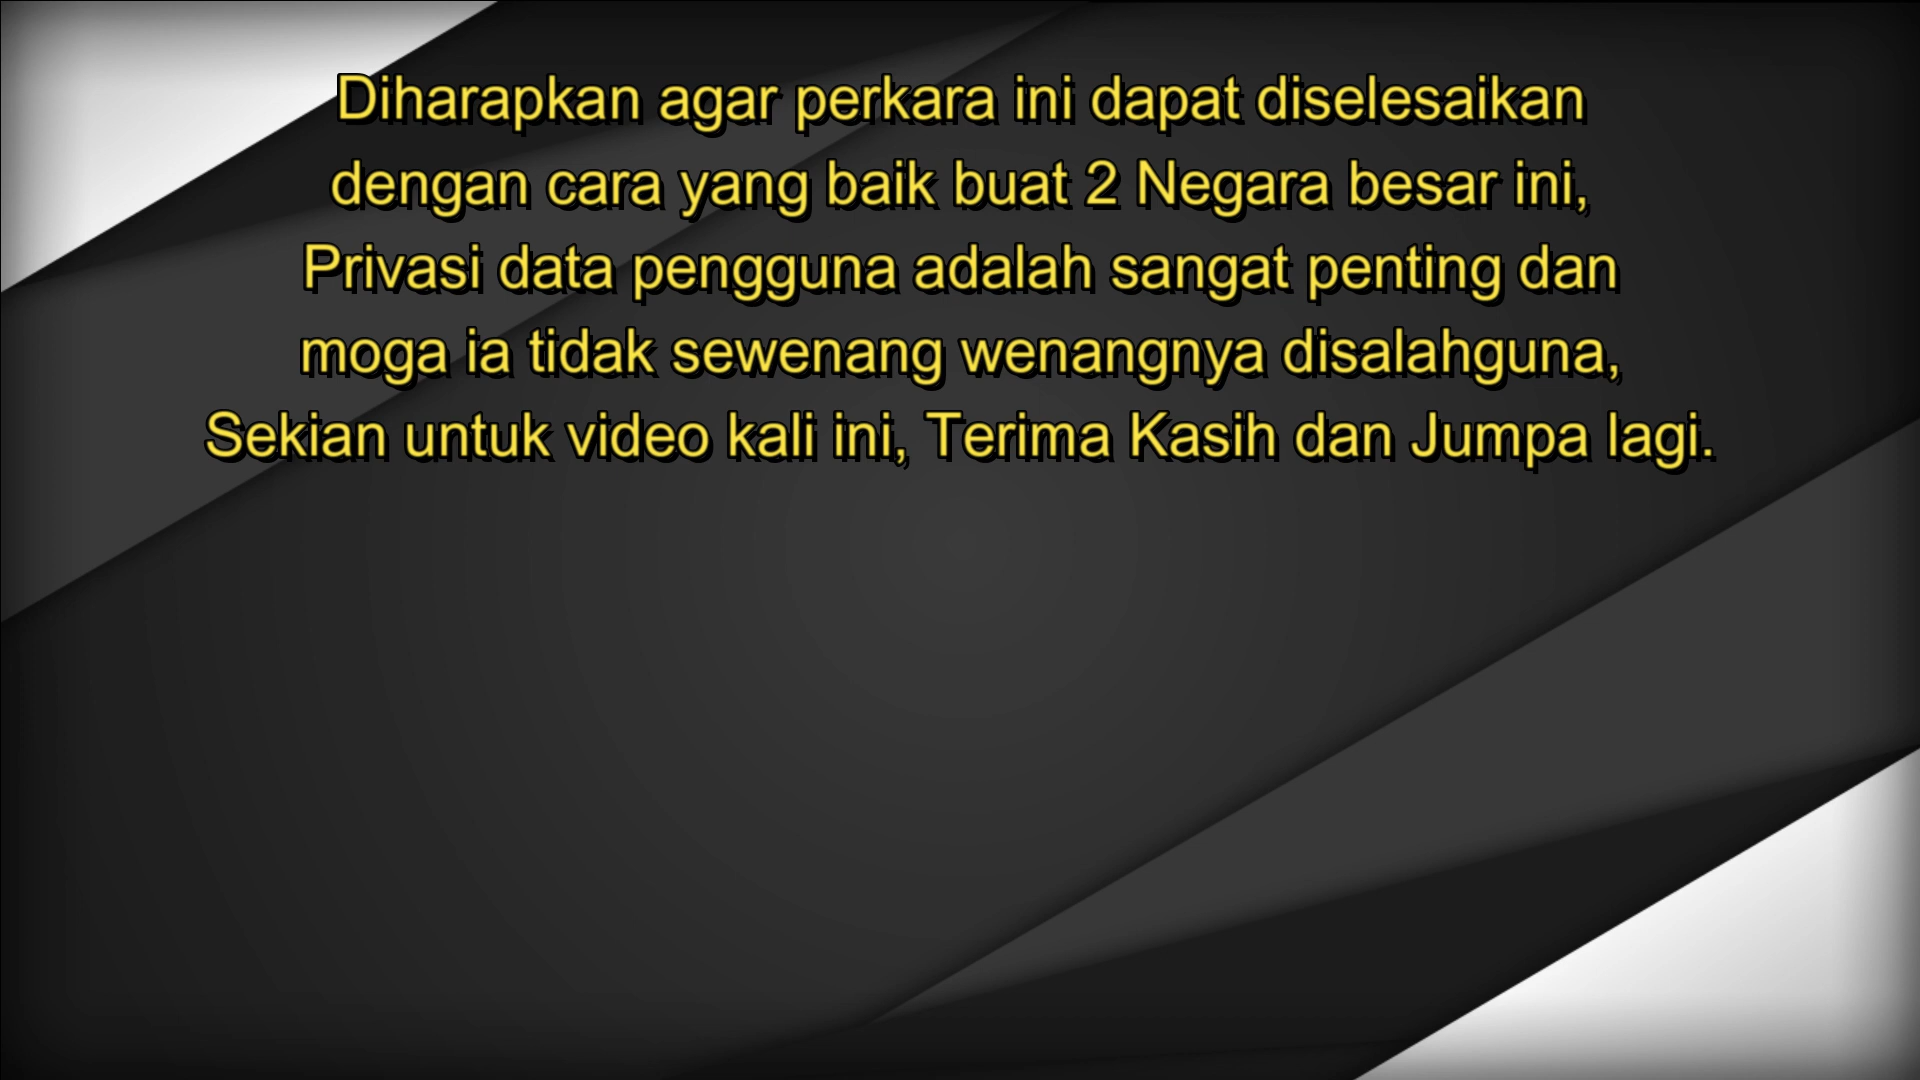 Diharapkan agar perkara ini dapat diselesaikan
dengan cara yang baik buat 2 Negara besar ini,
Privasi data pengguna adalah sangat penting dan
moga ia tidak sewenang wenangnya disalahguna,
Sekian untuk video kali ini, Terima Kasih dan Jumpa lagi.